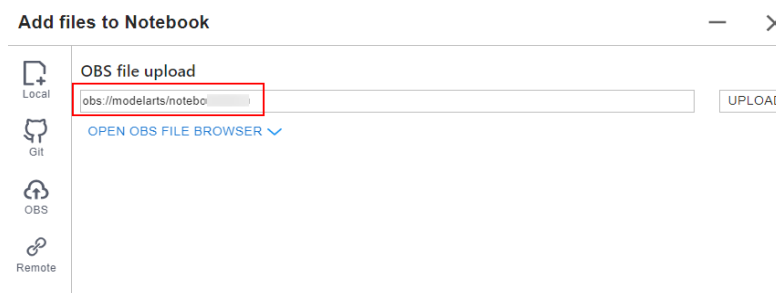 Add files to Notebook
Local
Git
OBS
Remote
OBS file upload
obs://modelarts/notebo
UPLOAD
OPEN OBS FILE BROWSER